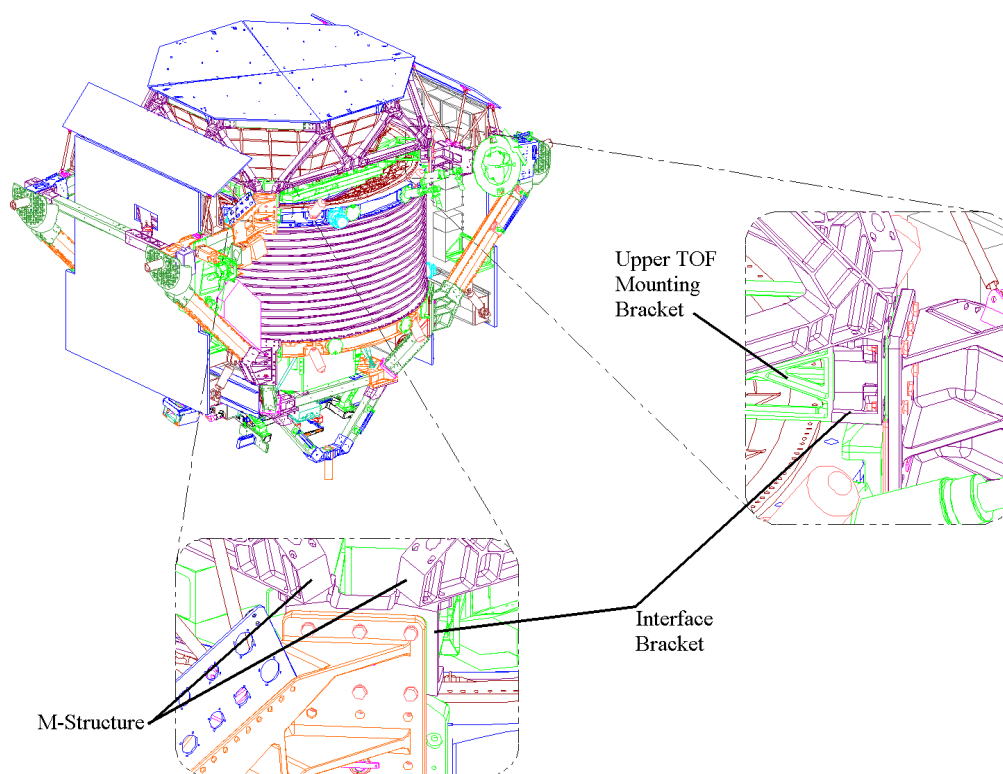 Upper TOF
Mounting
Bracket
Interface
Bracket
M-Structure